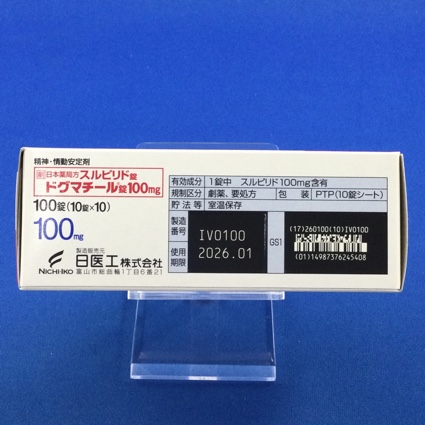 精神・情動安定剤
劇 日本薬局方 スルピリド錠
ドグマチール錠100mg
100錠(10錠×10)
100mg
製造販売元
日医工株式会社
NICHI-IKO 富山市総曲輪1丁目6番21
有効成分 1錠中 スルピリド100mg含有
規制区分 劇薬、要処方 包装 PTP(10錠シート)
貯法等 室温保存
製造番号 IV0100
使用期限 2026.01
GS1
(17)260100(10)IV0100
(01)14987376245408